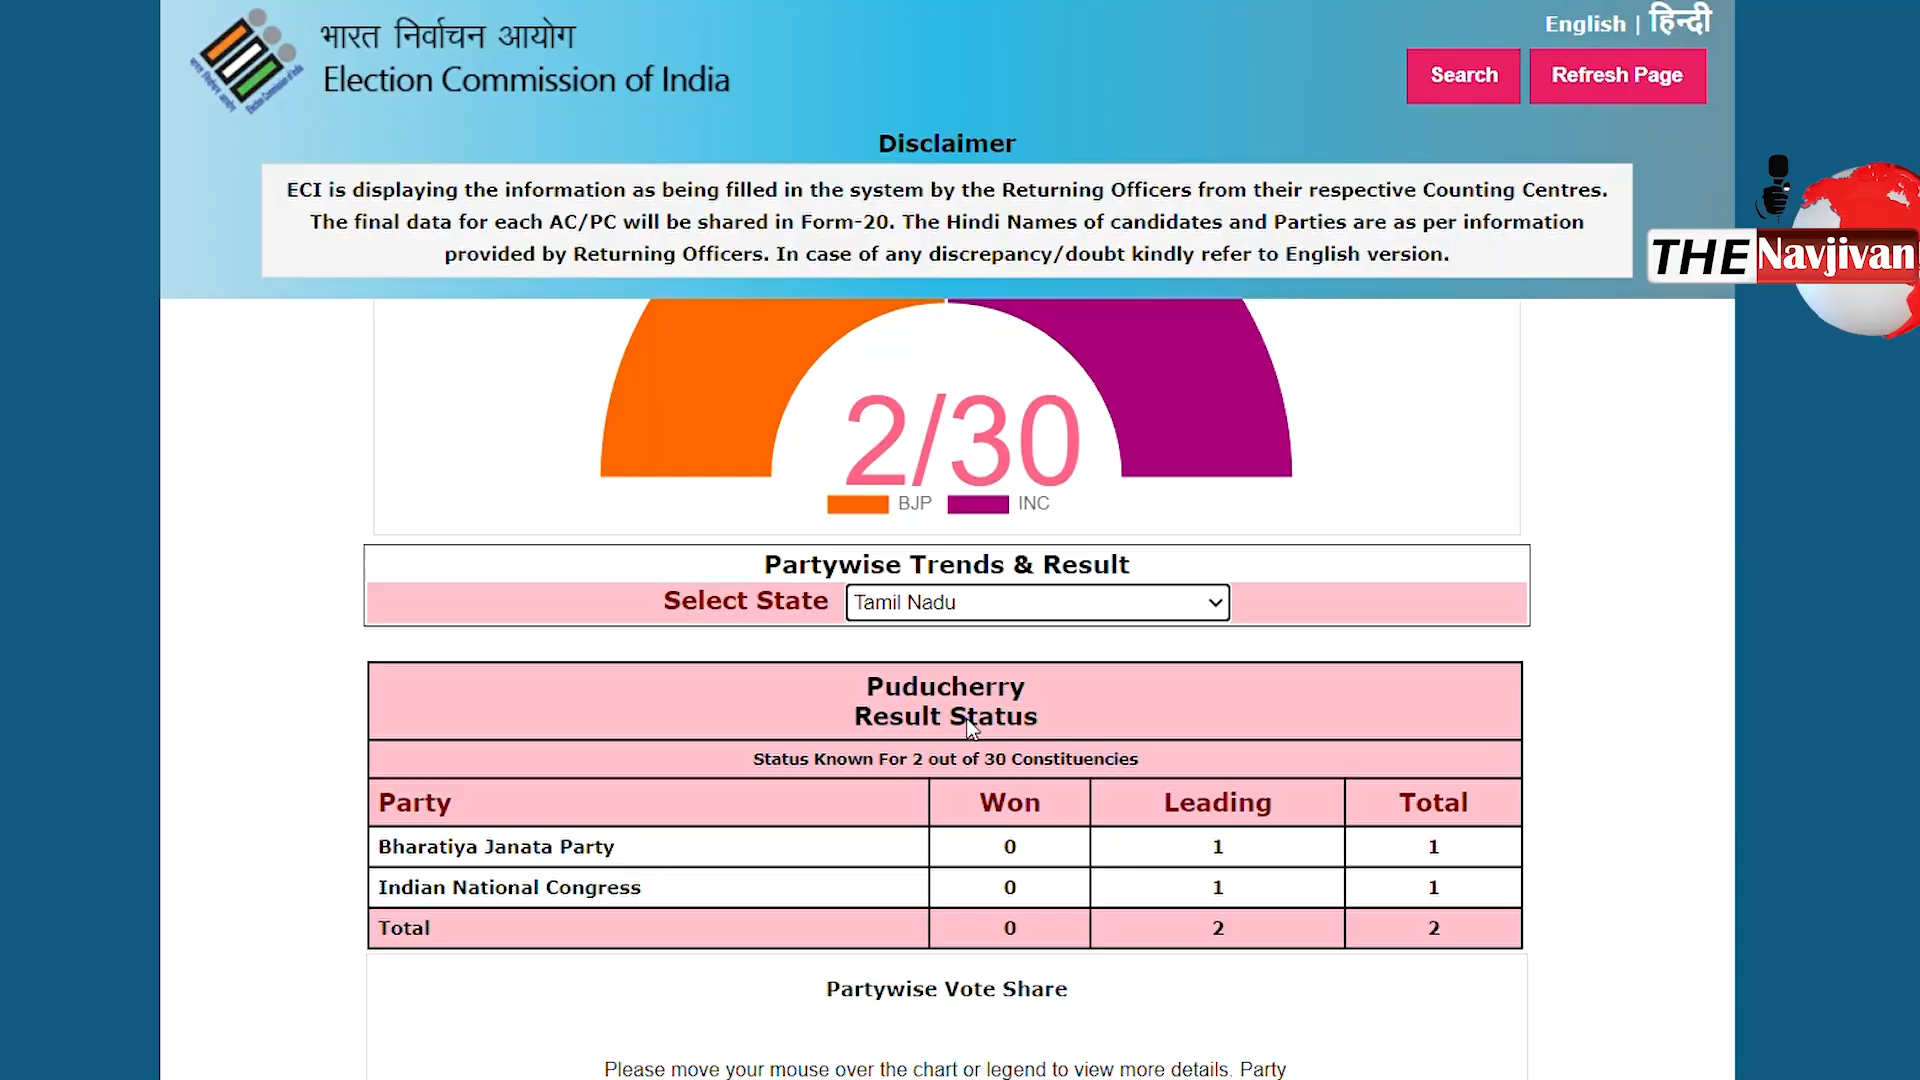 भारत निर्वाचन आयोग
Election Commission of India
English | हिन्दी
Search
Refresh Page
Disclaimer
ECI is displaying the information as being filled in the system by the Returning Officers from their respective Counting Centres.
The final data for each AC/PC will be shared in Form-20. The Hindi Names of candidates and Parties are as per information
provided by Returning Officers. In case of any discrepancy/doubt kindly refer to English version.
THE Navjivan
2/30
BJP INC
Partywise Trends & Result
Select State Tamil Nadu
Puducherry
Result Status
Status Known For 2 out of 30 Constituencies
Party Won Leading Total
Bharatiya Janata Party 0 1 1
Indian National Congress 0 1 1
Total 0 2 2
Partywise Vote Share
Please move your mouse over the chart or legend to view more details. Party